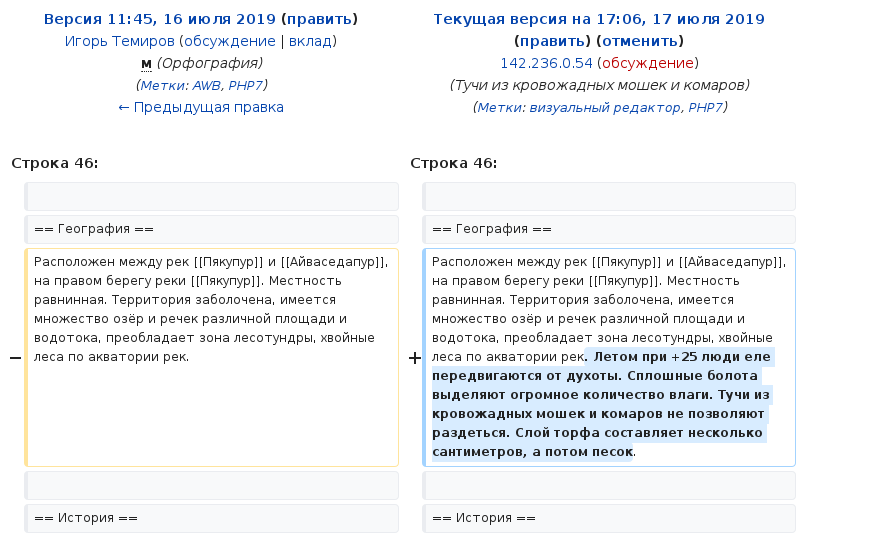 Версия 11:45, 16 июля 2019 (править)
Игорь Темиров (обсуждение | вклад)
м (Орфография)
(Метки: AWB, PHP7)
← Предыдущая правка
Текущая версия на 17:06, 17 июля 2019
(править) (отменить)
142.236.0.54 (обсуждение)
(Тучи из кровожадных мошек и комаров)
(Метки: визуальный редактор, PHP7)
Строка 46:
== География ==
− Расположен между рек [[Пякупур]] и [[Айваседапур]],
на правом берегу реки [[Пякупур]]. Местность
равнинная. Территория заболочена, имеется
множество озёр и речек различной площади и
водотока, преобладает зона лесотундры, хвойные
леса по акватории рек.
== История ==
Строка 46:
== География ==
+ Расположен между рек [[Пякупур]] и [[Айваседапур]],
на правом берегу реки [[Пякупур]]. Местность
равнинная. Территория заболочена, имеется
множество озёр и речек различной площади и
водотока, преобладает зона лесотундры, хвойные
леса по акватории рек. Летом при +25 люди еле
передвигаются от духоты. Сплошные болота
выделяют огромное количество влаги. Тучи из
кровожадных мошек и комаров не позволяют
раздеться. Слой торфа составляет несколько
сантиметров, а потом песок.
== История ==